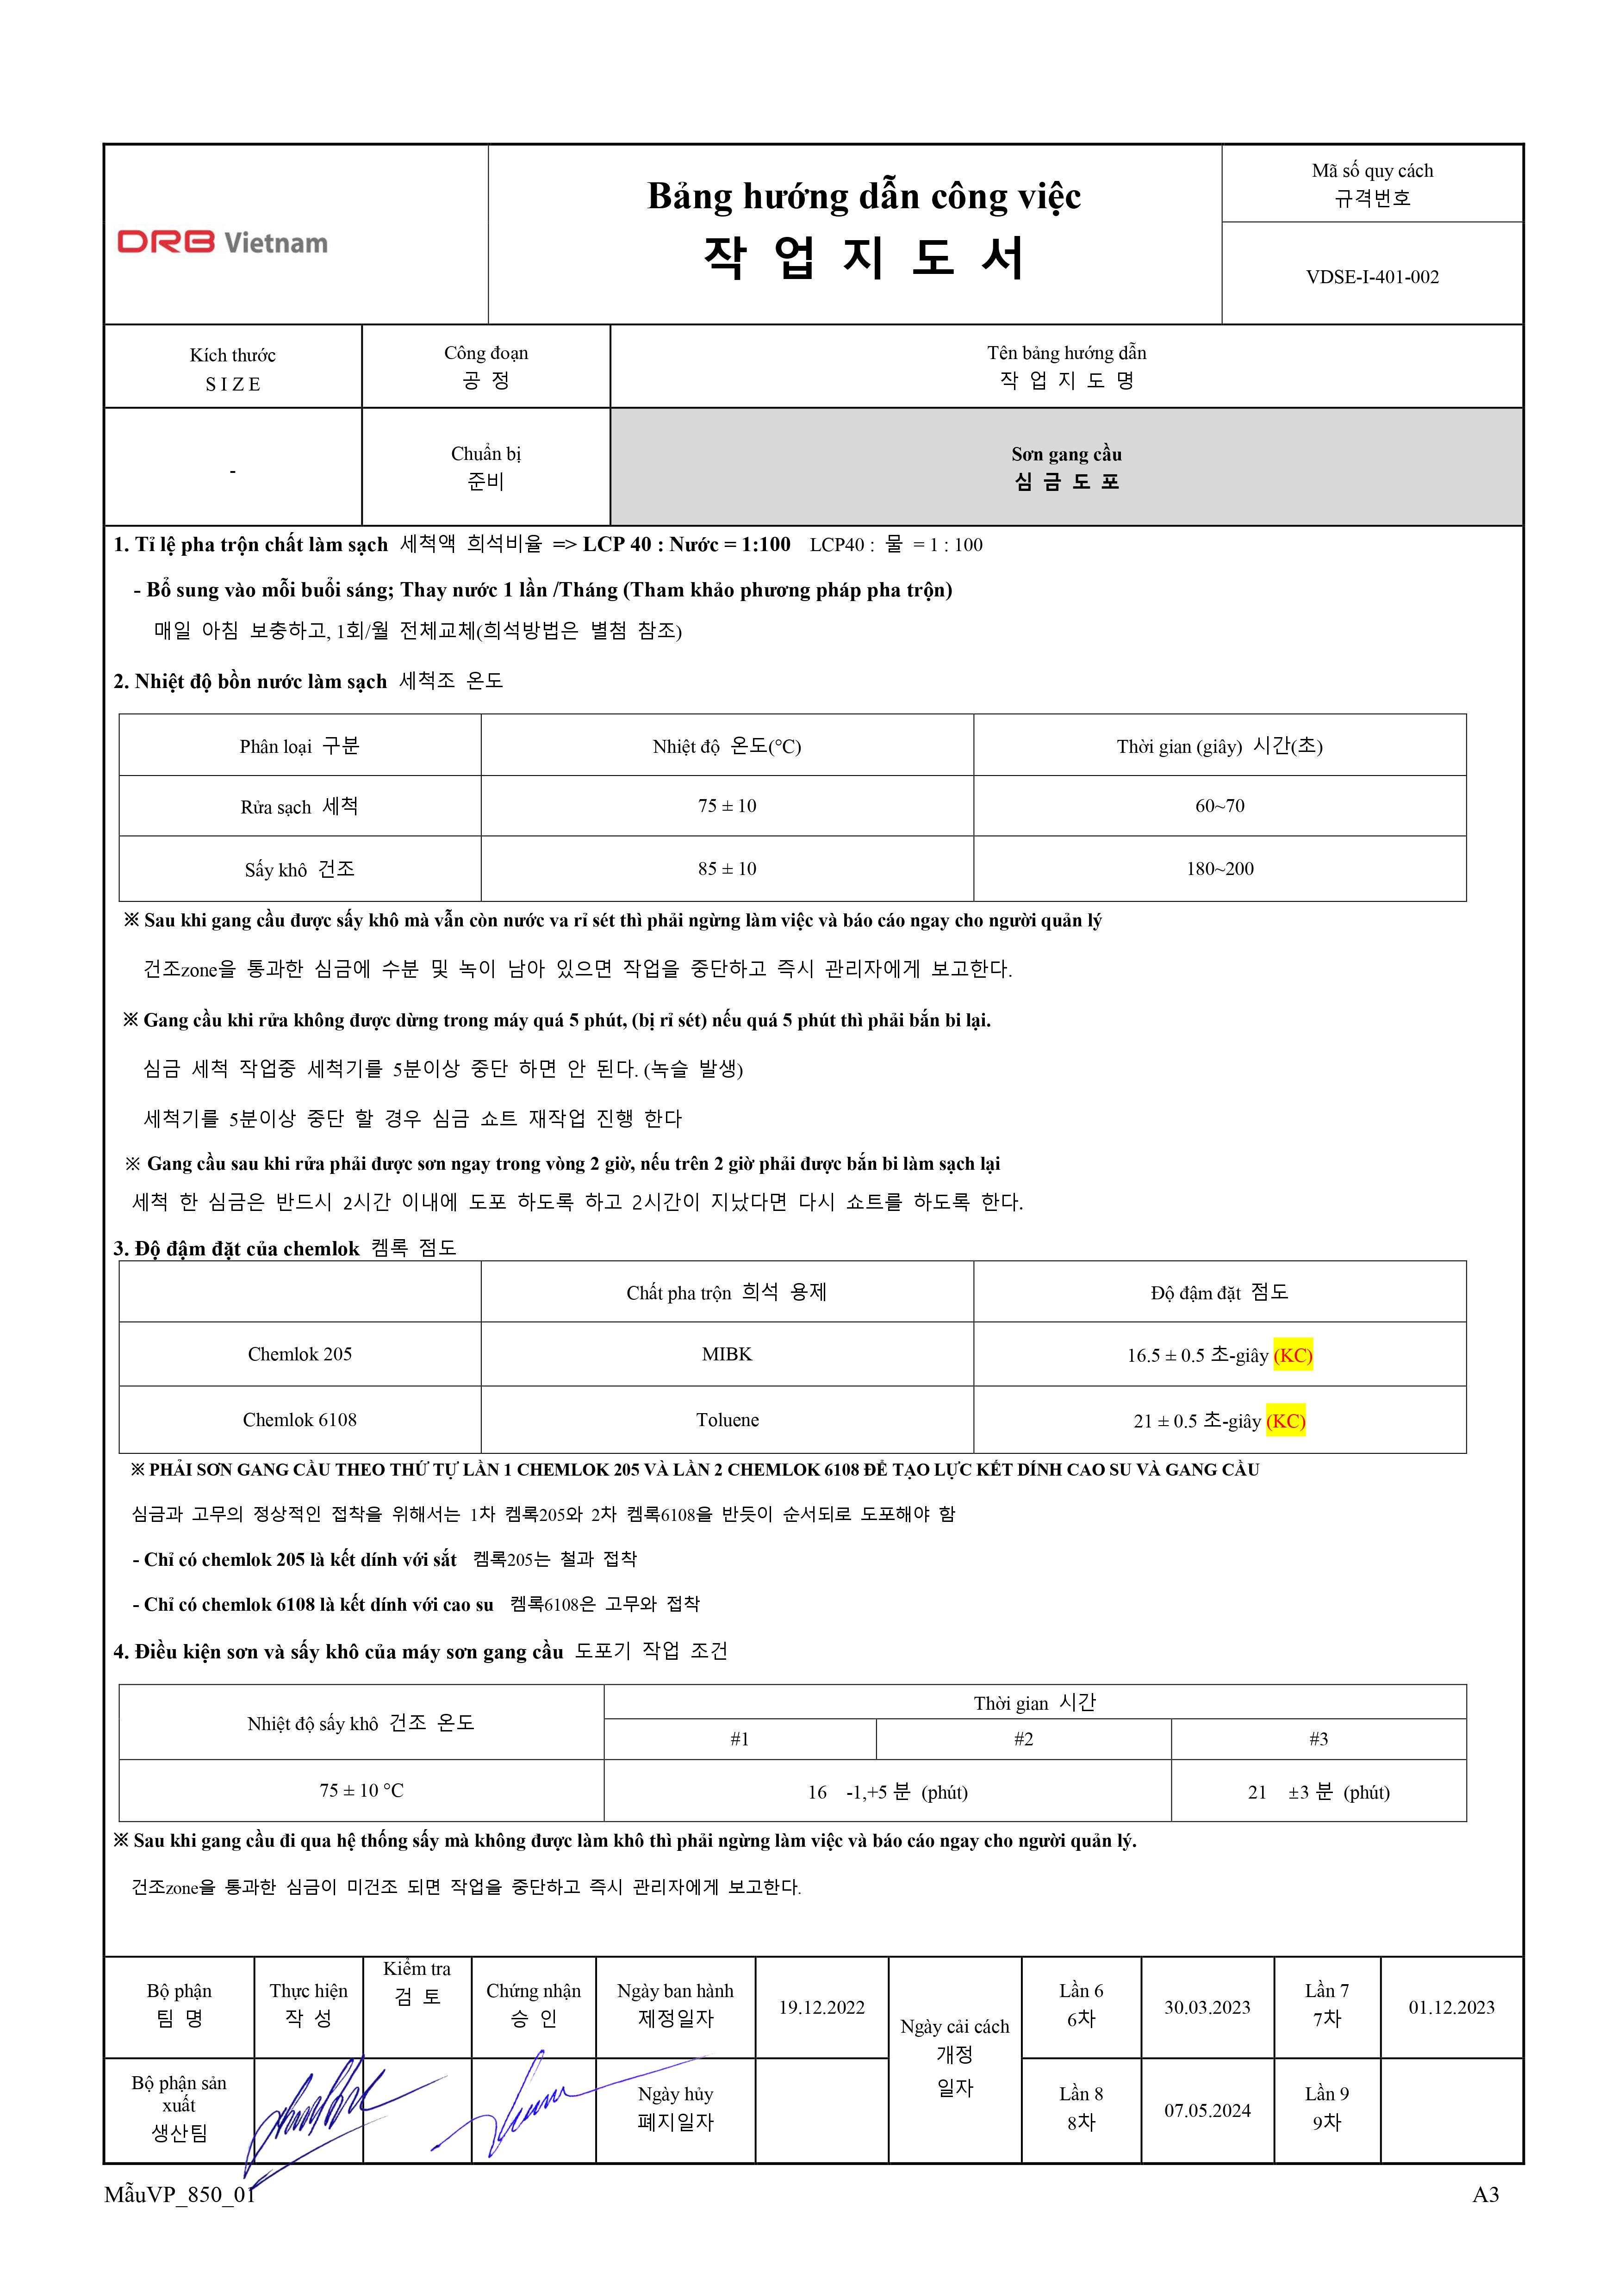 DRB Vietnam
Bảng hướng dẫn công việc
작 업 지 도 서
Mã số quy cách
규격번호
VDSE-I-401-002
Kích thước
S I Z E
Công đoạn
공 정
Tên bảng hướng dẫn
작 업 지 도 명
-
Chuẩn bị
준비
Sơn gang cầu
심 금 도 포
1. Tỉ lệ pha trộn chất làm sạch 세척액 희석비율 => LCP 40 : Nước = 1:100 LCP40 : 물 = 1 : 100
- Bổ sung vào mỗi buổi sáng; Thay nước 1 lần /Tháng (Tham khảo phương pháp pha trộn)
매일 아침 보충하고, 1회/월 전체교체(희석방법은 별첨 참조)
2. Nhiệt độ bồn nước làm sạch 세척조 온도
Phân loại 구분 Nhiệt độ 온도(°C) Thời gian (giây) 시간(초)
Rửa sạch 세척 75 ± 10 60~70
Sấy khô 건조 85 ± 10 180~200
※ Sau khi gang cầu được sấy khô mà vẫn còn nước va rỉ sét thì phải ngừng làm việc và báo cáo ngay cho người quản lý
건조zone을 통과한 심금에 수분 및 녹이 남아 있으면 작업을 중단하고 즉시 관리자에게 보고한다.
※ Gang cầu khi rửa không được dừng trong máy quá 5 phút, (bị rỉ sét) nếu quá 5 phút thì phải bắn bi lại.
심금 세척 작업중 세척기를 5분이상 중단 하면 안 된다. (녹슬 발생)
세척기를 5분이상 중단 할 경우 심금 쇼트 재작업 진행 한다
※ Gang cầu sau khi rửa phải được sơn ngay trong vòng 2 giờ, nếu trên 2 giờ phải được bắn bi làm sạch lại
세척 한 심금은 반드시 2시간 이내에 도포 하도록 하고 2시간이 지났다면 다시 쇼트를 하도록 한다.
3. Độ đậm đặt của chemlok 켐록 점도
Chất pha trộn 희석 용제 Độ đậm đặt 점도
Chemlok 205 MIBK 16.5 ± 0.5 초-giây (KC)
Chemlok 6108 Toluene 21 ± 0.5 초-giây (KC)
※ PHẢI SƠN GANG CẦU THEO THỨ TỰ LẦN 1 CHEMLOK 205 VÀ LẦN 2 CHEMLOK 6108 ĐỂ TẠO LỰC KẾT DÍNH CAO SU VÀ GANG CẦU
심금과 고무의 정상적인 접착을 위해서는 1차 켐록205와 2차 켐록6108을 반듯이 순서되로 도포해야 함
- Chỉ có chemlok 205 là kết dính với sắt 켐록205는 철과 접착
- Chỉ có chemlok 6108 là kết dính với cao su 켐록6108은 고무와 접착
4. Điều kiện sơn và sấy khô của máy sơn gang cầu 도포기 작업 조건
Nhiệt độ sấy khô 건조 온도
Thời gian 시간
#1 #2 #3
75 ± 10 °C 16 -1,+5 분 (phút) 21 ±3 분 (phút)
※ Sau khi gang cầu đi qua hệ thống sấy mà không được làm khô thì phải ngừng làm việc và báo cáo ngay cho người quản lý.
건조zone을 통과한 심금이 미건조 되면 작업을 중단하고 즉시 관리자에게 보고한다.
Bộ phận
팀 명
Thực hiện
작 성
Kiểm tra
검 토
Chứng nhận
승 인
Ngày ban hành
제정일자
19.12.2022
Ngày cải cách
개정
일자
Lần 6
6차
30.03.2023
Lần 7
7차
01.12.2023
Bộ phận sản
xuất
생산팀
Ngày hủy
폐지일자
Lần 8
8차
07.05.2024
Lần 9
9차
MẫuVP_850_01
A3